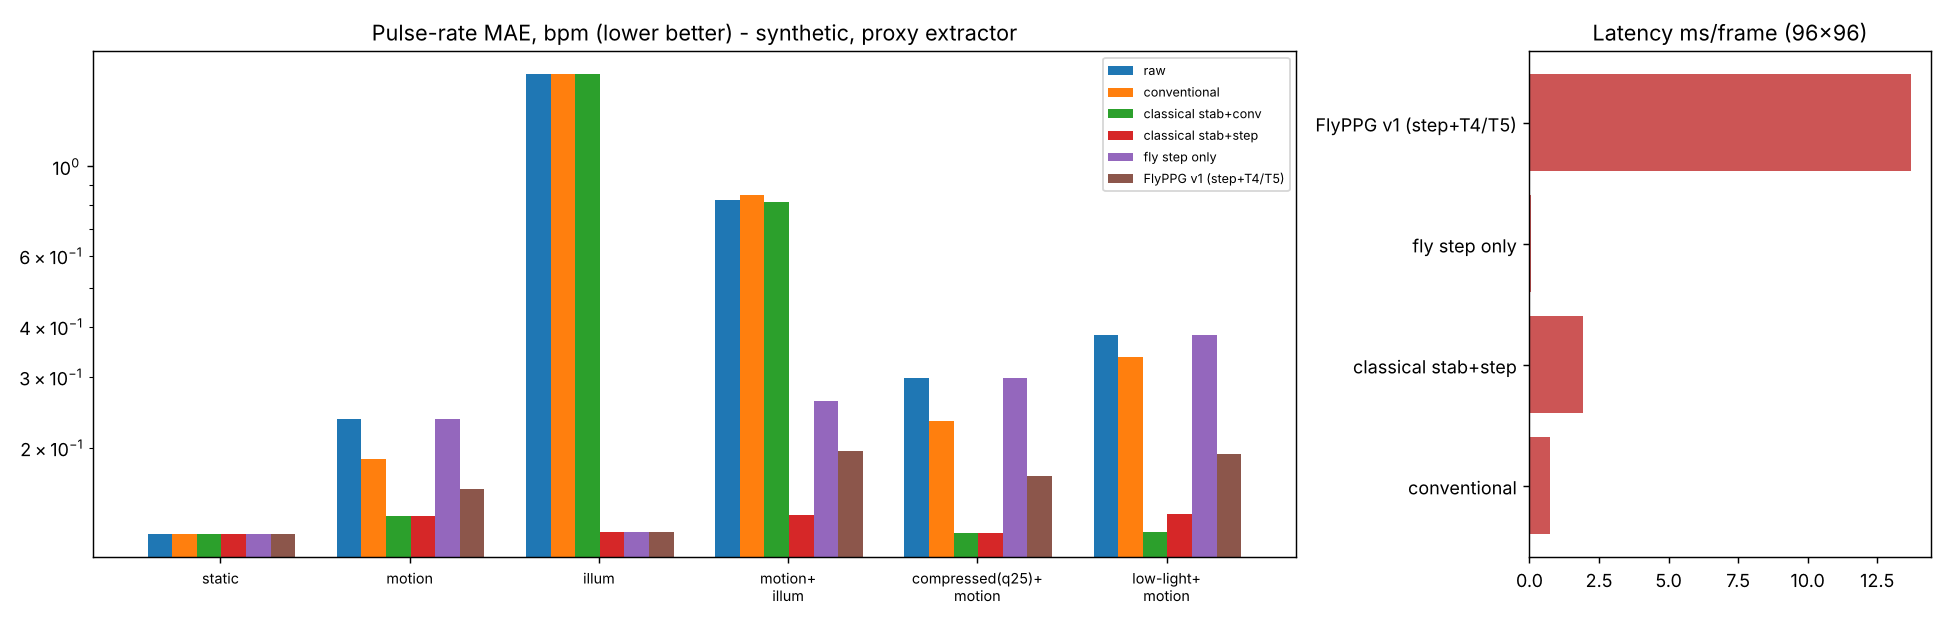 Pulse-rate MAE, bpm (lower better) - synthetic, proxy extractor
10⁰
6 × 10⁻¹
4 × 10⁻¹
3 × 10⁻¹
2 × 10⁻¹
raw
conventional
classical stab+conv
classical stab+step
fly step only
FlyPPG v1 (step+T4/T5)
static
motion
illum
motion+
illum
compressed(q25)+
motion
low-light+
motion
Latency ms/frame (96×96)
FlyPPG v1 (step+T4/T5)
fly step only
classical stab+step
conventional
0.0 2.5 5.0 7.5 10.0 12.5